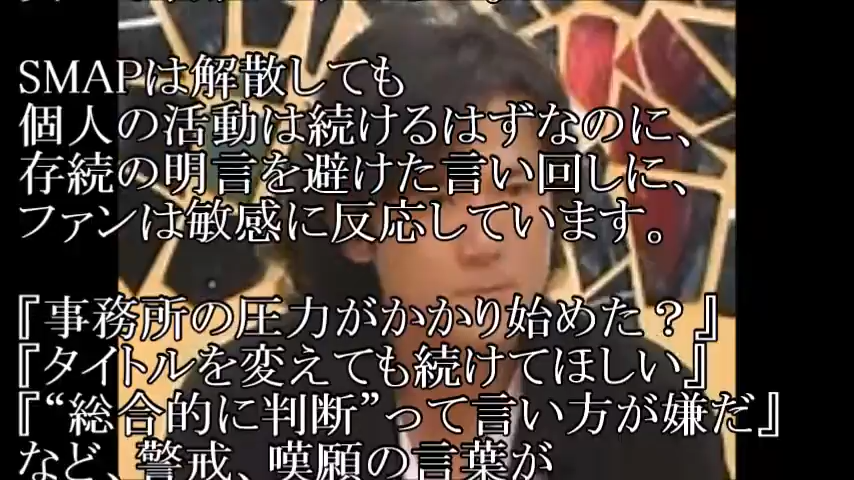 SMAPは解散しても
個人の活動は続けるはずなのに、
存続の明言を避けた言い回しに、
ファンは敏感に反応しています。
『事務所の圧力がかかり始めた？』
『タイトルを変えても続けてほしい』
『“総合的に判断”って言い方が嫌だ』
など、警戒、嘆願の言葉が